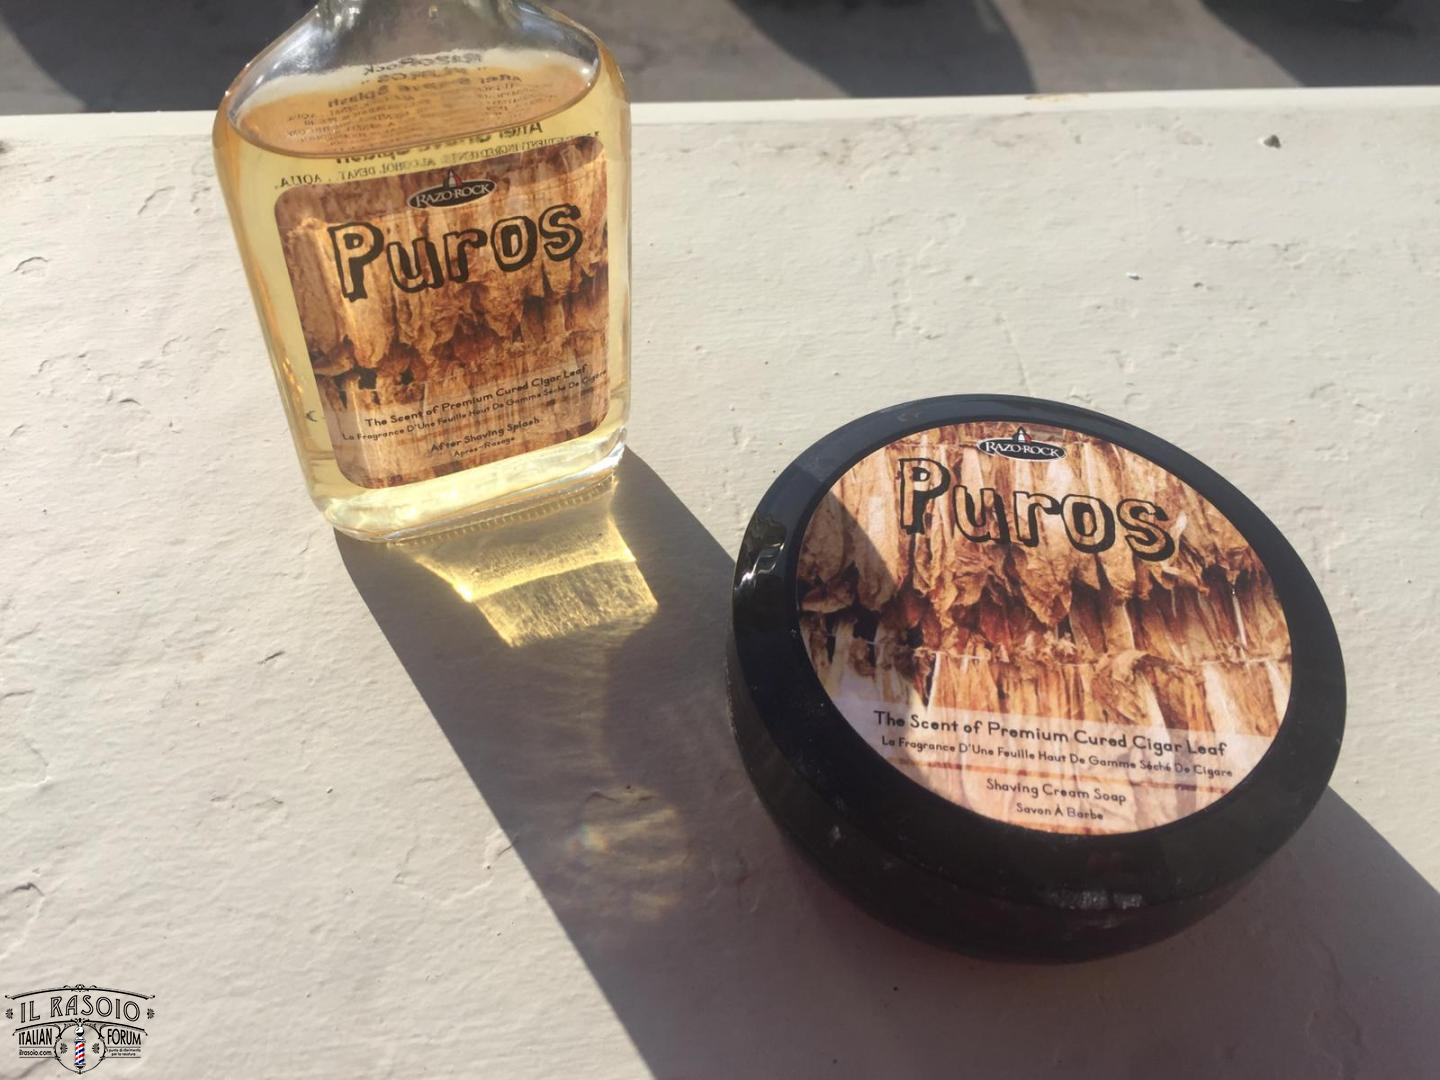 RAZOROCK
Puros
The Scent of Premium Cured Cigar Leaf
La Fragrance D'Une Feuille Haut De Gamme Séché De Cigare
After Shaving Splash
Après-Rasage
RAZOROCK
Puros
The Scent of Premium Cured Cigar Leaf
La Fragrance D'Une Feuille Haut De Gamme Séché De Cigare
Shaving Cream Soap
Savon À Barbe
IL RASOIO
ITALIAN FORUM
ilrasoio.com